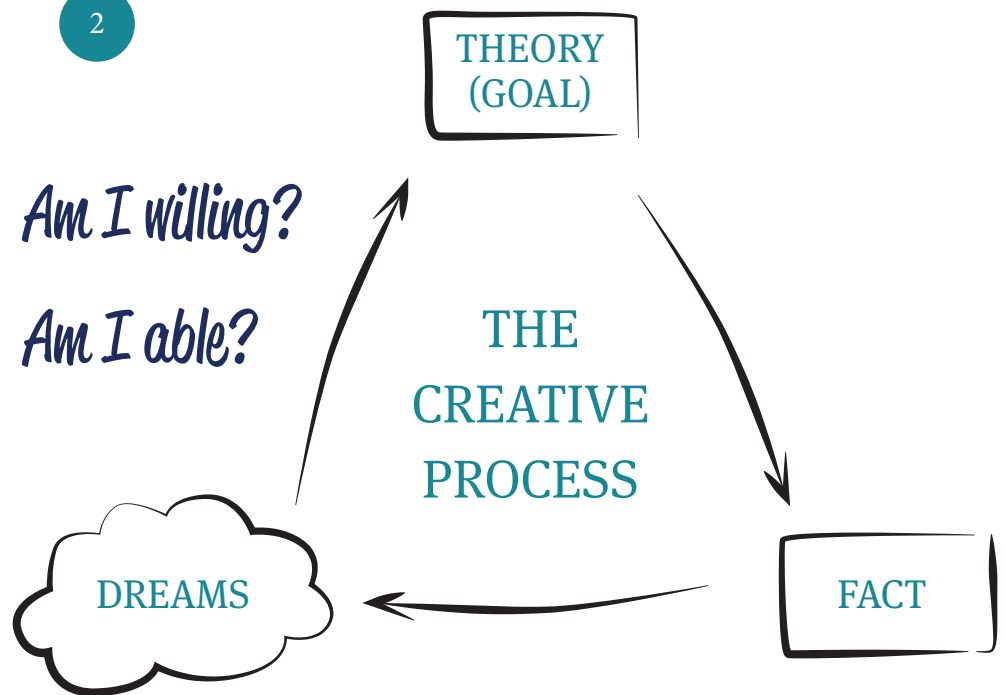 2
THEORY
(GOAL)
Am I willing?
Am I able?
THE
CREATIVE
PROCESS
DREAMS
FACT